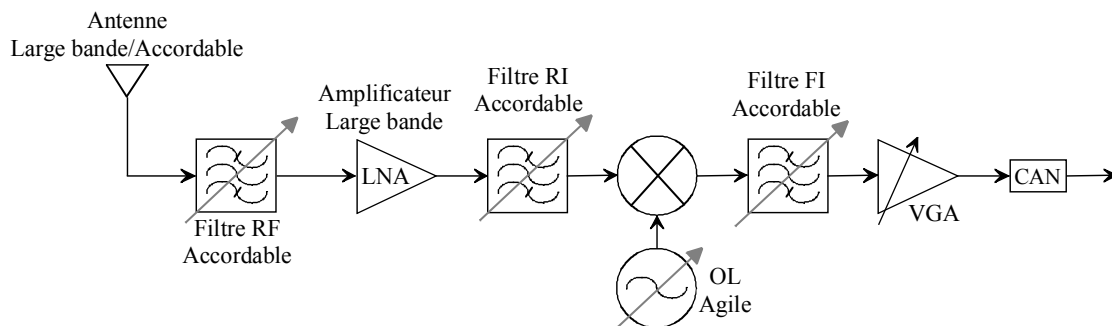 Antenne
Large bande/Accordable
Filtre RF
Accordable
Amplificateur
Large bande
LNA
Filtre RI
Accordable
OL
Agile
Filtre FI
Accordable
VGA
CAN